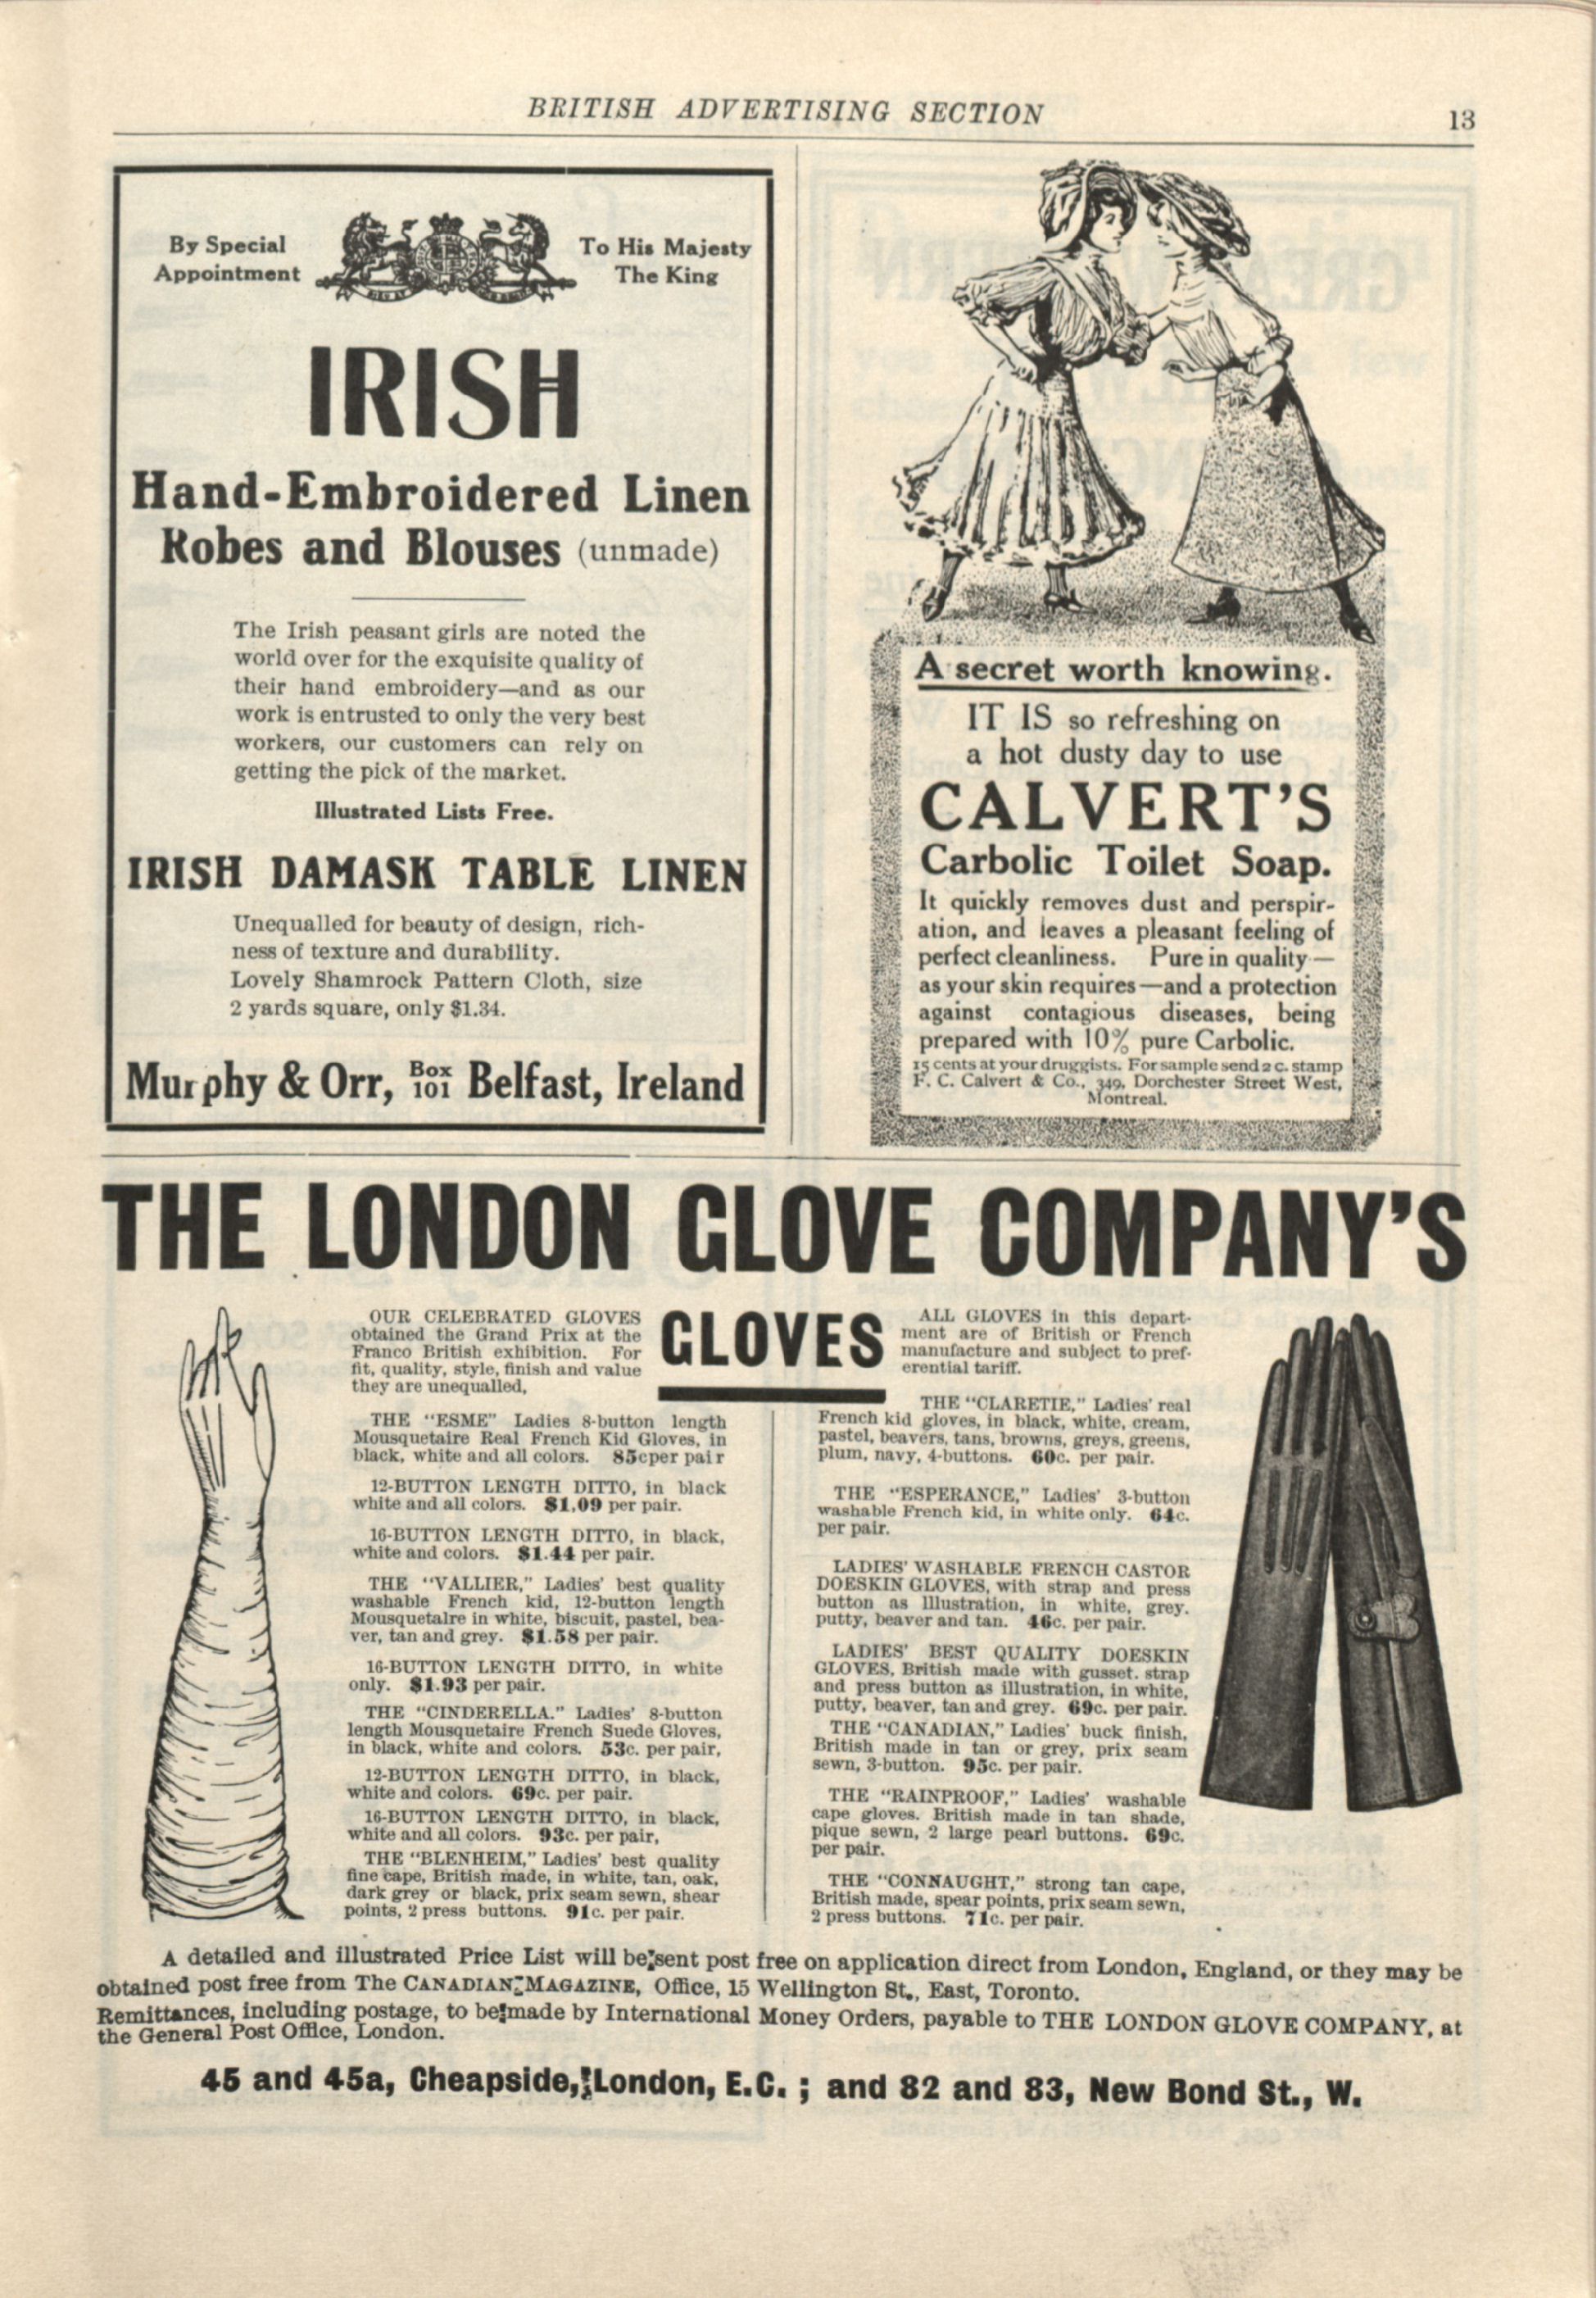 BRITISH ADVERTISING SECTION
13
By Special
Appointment
To His Majesty
The King
IRISH
Hand-Embroidered Linen
Robes and Blouses (unmade)
The Irish peasant girls are noted the
world over for the exquisite quality of
their hand embroidery—and as our
work is entrusted to only the very best
workers, our customers can rely on
getting the pick of the market.
Illustrated Lists Free.
IRISH DAMASK TABLE LINEN
Unequalled for beauty of design, rich-
ness of texture and durability.
Lovely Shamrock Pattern Cloth, size
2 yards square, only $1.34.
Murphy & Orr, Box 101 Belfast, Ireland
A secret worth knowing.
IT IS so refreshing on
a hot dusty day to use
CALVERT'S
Carbolic Toilet Soap.
It quickly removes dust and perspir-
ation, and leaves a pleasant feeling of
perfect cleanliness. Pure in quality—
as your skin requires—and a protection
against contagious diseases, being
prepared with 10% pure Carbolic.
15 cents at your druggists. For sample send 2 c. stamp
F. C. Calvert & Co., 349, Dorchester Street West,
Montreal.
THE LONDON GLOVE COMPANY'S
GLOVES
OUR CELEBRATED GLOVES
obtained the Grand Prix at the
Franco British exhibition. For
fit, quality, style, finish and value
they are unequalled,
THE "ESME" Ladies 8-button length
Mousquetaire Real French Kid Gloves, in
black, white and all colors. 85cper pair
12-BUTTON LENGTH DITTO, in black
white and all colors. $1,09 per pair.
16-BUTTON LENGTH DITTO, in black,
white and colors. $1.44 per pair.
THE "VALLIER," Ladies' best quality
washable French kid, 12-button length
Mousquetaire in white, biscuit, pastel, bea-
ver, tan and grey. $1.58 per pair.
16-BUTTON LENGTH DITTO, in white
only. $1.93 per pair.
THE "CINDERELLA." Ladies' 8-button
length Mousquetaire French Suede Gloves,
in black, white and colors. 53c. per pair,
12-BUTTON LENGTH DITTO, in black,
white and colors. 69c. per pair.
16-BUTTON LENGTH DITTO, in black,
white and all colors. 93c. per pair,
THE "BLENHEIM," Ladies' best quality
fine cape, British made, in white, tan, oak,
dark grey or black, prix seam sewn, shear
points, 2 press buttons. 91c. per pair.
ALL GLOVES in this depart-
ment are of British or French
manufacture and subject to pref-
erential tariff.
THE "CLARETIE," Ladies' real
French kid gloves, in black, white, cream,
pastel, beavers, tans, browns, greys, greens,
plum, navy, 4-buttons. 60c. per pair.
THE "ESPERANCE," Ladies' 3-button
washable French kid, in white only. 64c.
per pair.
LADIES' WASHABLE FRENCH CASTOR
DOESKIN GLOVES, with strap and press
button as Illustration, in white, grey.
putty, beaver and tan. 46c. per pair.
LADIES' BEST QUALITY DOESKIN
GLOVES, British made with gusset. strap
and press button as illustration, in white,
putty, beaver, tan and grey. 69c. per pair.
THE "CANADIAN," Ladies' buck finish,
British made in tan or grey, prix seam
sewn, 3-button. 95c. per pair.
THE "RAINPROOF," Ladies' washable
cape gloves. British made in tan shade,
pique sewn, 2 large pearl buttons. 69c.
per pair.
THE "CONNAUGHT," strong tan cape,
British made, spear points, prix seam sewn,
2 press buttons. 71c. per pair.
A detailed and illustrated Price List will be sent post free on application direct from London, England, or they may be
obtained post free from The CANADIAN MAGAZINE, Office, 15 Wellington St., East, Toronto.
Remittances, including postage, to be made by International Money Orders, payable to THE LONDON GLOVE COMPANY, at
the General Post Office, London.
45 and 45a, Cheapside, London, E.C. ; and 82 and 83, New Bond St., W.